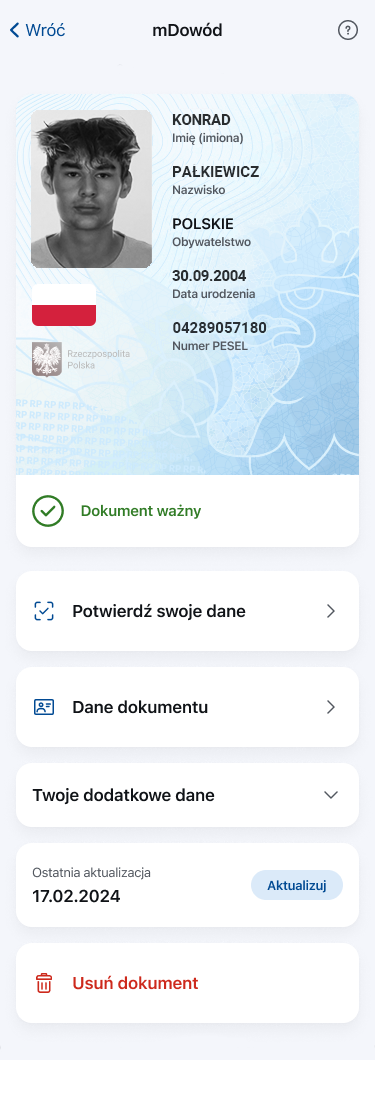 Wróć
mDowód
?
KONRAD
Imię (imiona)
PAŁKIEWICZ
Nazwisko
POLSKIE
Obywatelstwo
30.09.2004
Data urodzenia
04289057180
Numer PESEL
Rzeczpospolita
Polska
RP RP RP RP RP RP
Dokument ważny
Potwierdź swoje dane
Dane dokumentu
Twoje dodatkowe dane
Ostatnia aktualizacja
17.02.2024
Aktualizuj
Usuń dokument